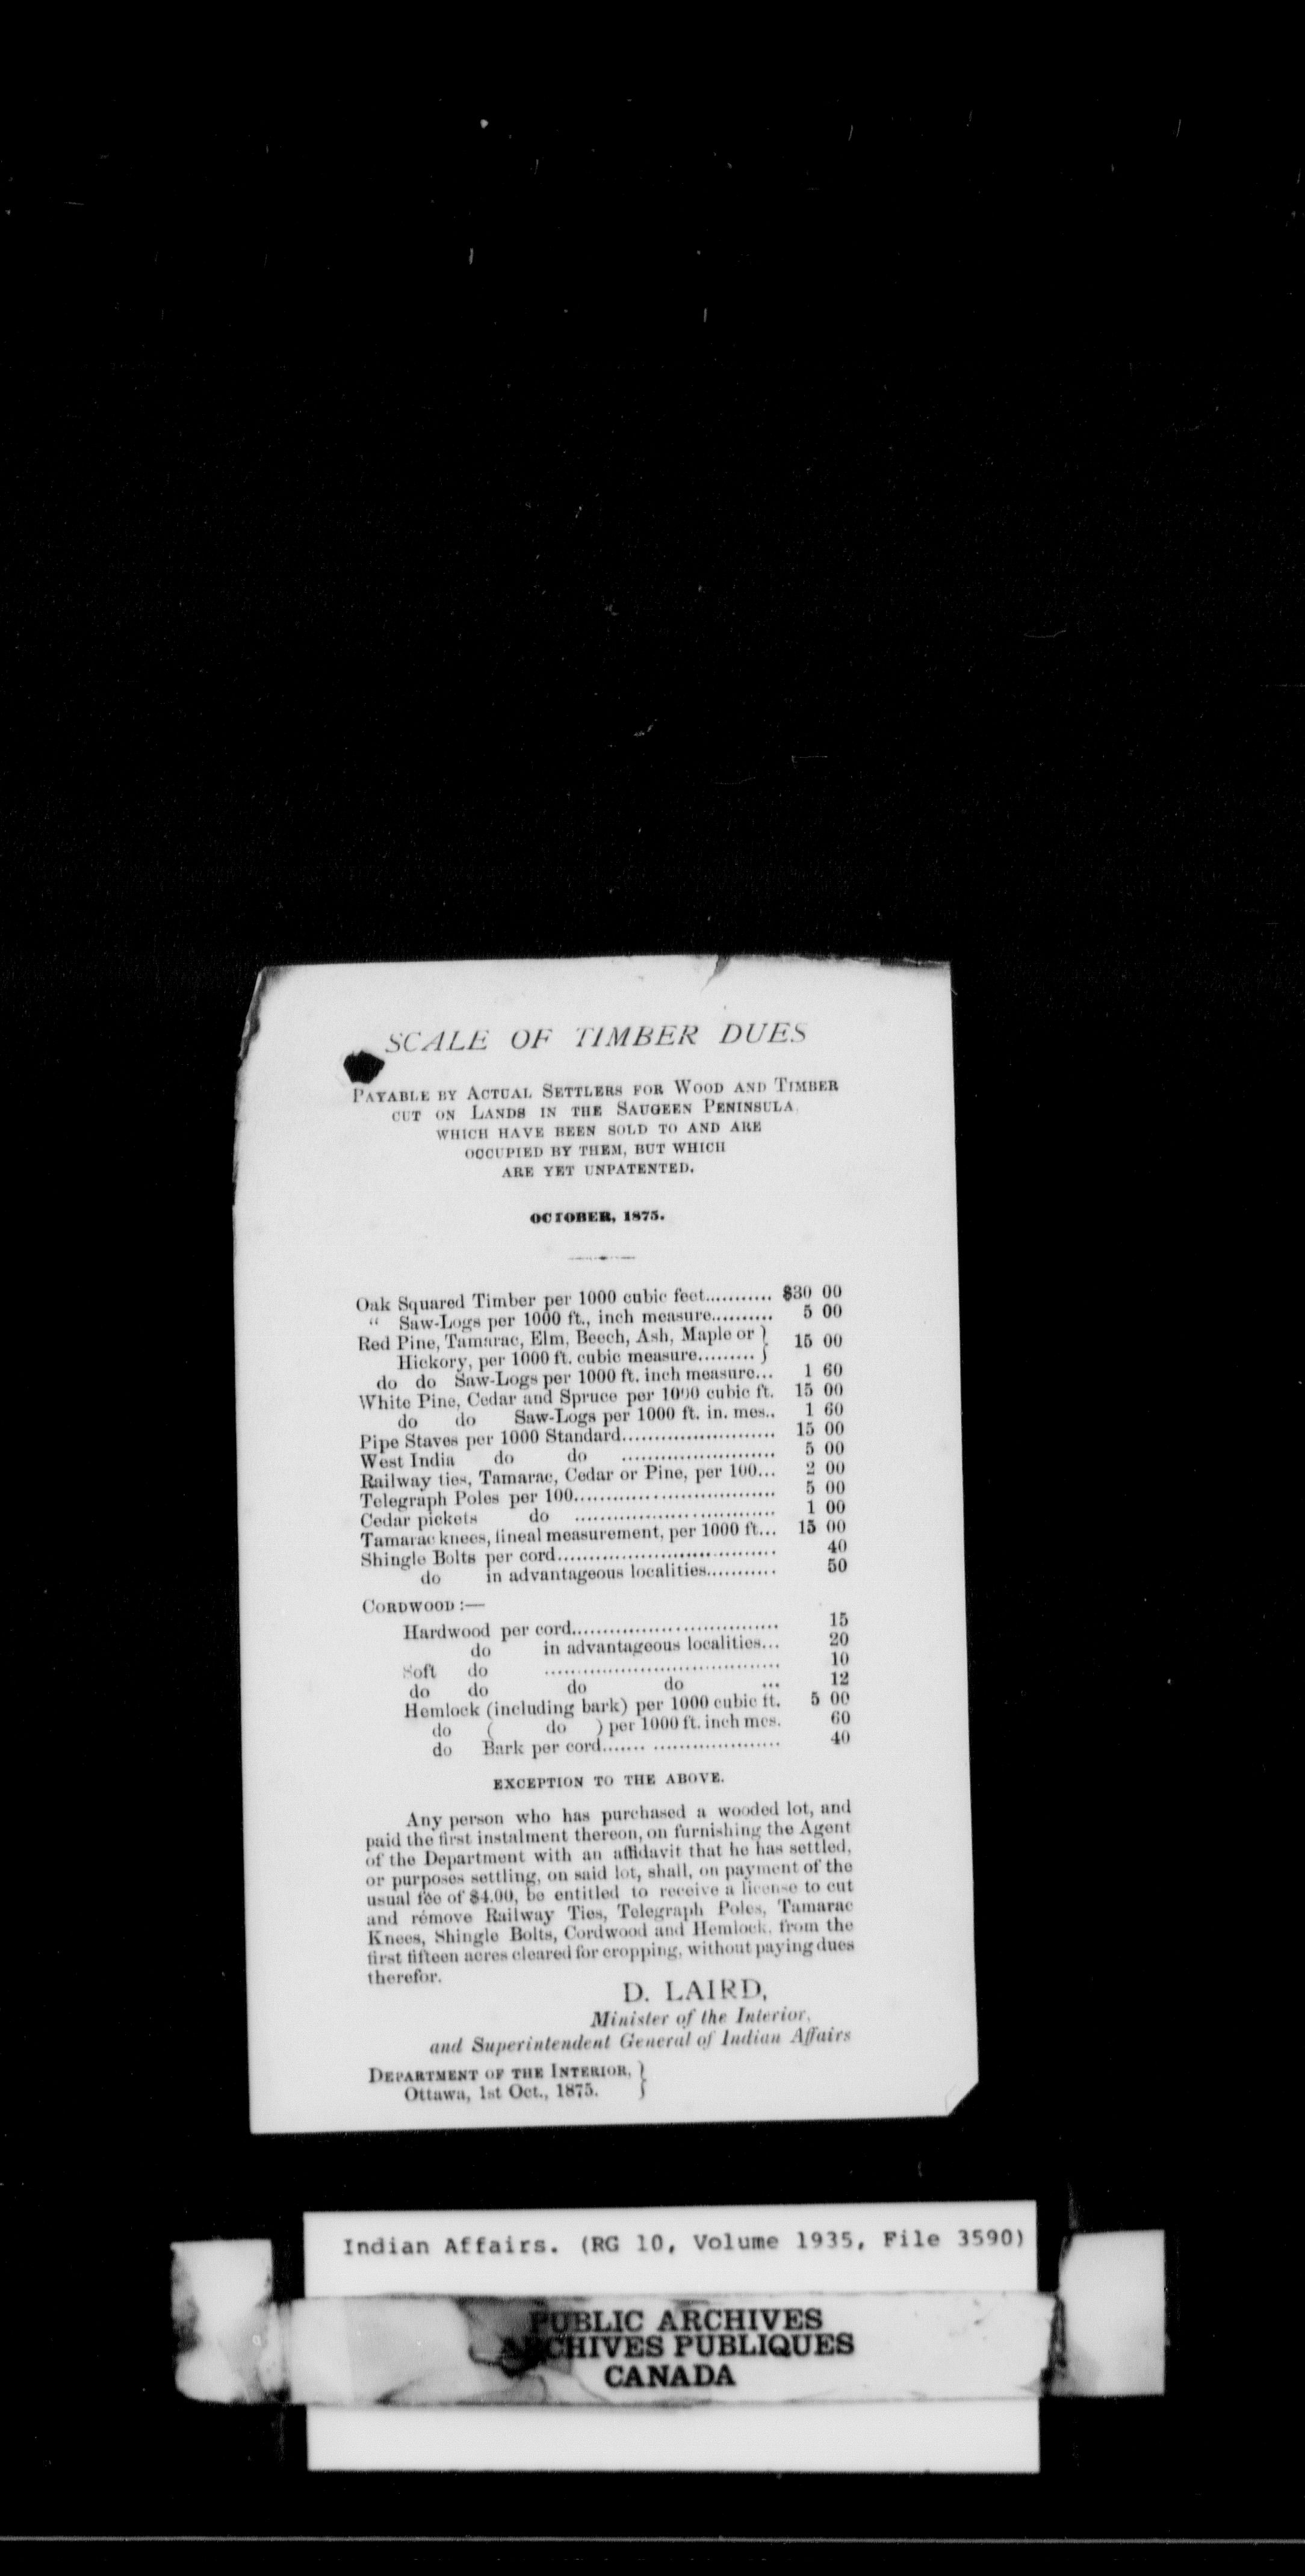 SCALE OF TIMBER DUES
PAYABLE BY ACTUAL SETTLERS FOR WOOD AND TIMBER
CUT ON LANDS IN THE SAUGEEN PENINSULA
WHICH HAVE BEEN SOLD TO AND ARE
OCCUPIED BY THEM, BUT WHICH
ARE YET UNPATENTED.
OCTOBER, 1875.
Oak Squared Timber per 1000 cubic feet........... $30 00
“ Saw-Logs per 1000 ft., inch measure.......... 5 00
Red Pine, Tamarac, Elm, Beech, Ash, Maple or }
Hickory, per 1000 ft. cubic measure......... } 15 00
do do Saw-Logs per 1000 ft. inch measure... 1 60
White Pine, Cedar and Spruce per 1000 cubic ft. 15 00
do do Saw-Logs per 1000 ft. in. mes.. 1 60
Pipe Staves per 1000 Standard........................ 15 00
West India do do ........................ 5 00
Railway ties, Tamarac, Cedar or Pine, per 100... 2 00
Telegraph Poles per 100............................... 5 00
Cedar pickets do ............................... 1 00
Tamarac knees, lineal measurement, per 1000 ft... 15 00
Shingle Bolts per cord.................................. 40
do in advantageous localities........... 50
CORDWOOD :—
Hardwood per cord................................ 15
do in advantageous localities... 20
Soft do .................................... 10
do do do do ... 12
Hemlock (including bark) per 1000 cubic ft. 5 00
do ( do ) per 1000 ft. inch mes. 60
do Bark per cord....... .................... 40
EXCEPTION TO THE ABOVE.
Any person who has purchased a wooded lot, and
paid the first instalment thereon, on furnishing the Agent
of the Department with an affidavit that he has settled,
or purposes settling, on said lot, shall, on payment of the
usual fee of $4.00, be entitled to receive a license to cut
and remove Railway Ties, Telegraph Poles, Tamarac
Knees, Shingle Bolts, Cordwood and Hemlock, from the
first fifteen acres cleared for cropping, without paying dues
therefor.
D. LAIRD,
Minister of the Interior,
and Superintendent General of Indian Affairs
DEPARTMENT OF THE INTERIOR, }
Ottawa, 1st Oct., 1875. }
Indian Affairs. (RG 10, Volume 1935, File 3590)
PUBLIC ARCHIVES
ARCHIVES PUBLIQUES
CANADA